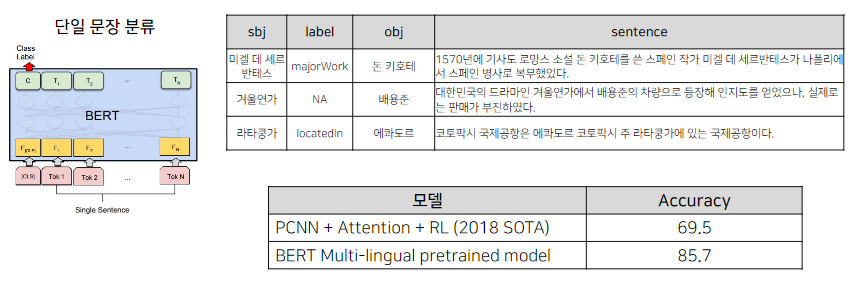 단일 문장 분류
Class
Label
C T1 T2 ... TN
BERT
E[CLS] E1 E2 ... EN
[CLS] Tok 1 Tok 2 ... Tok N
Single Sentence
sbj label obj sentence
미겔 데 세르
반테스 majorWork 돈 키호테 1570년에 기사도 로망스 소설 돈 키호테를 쓴 스페인 작가 미겔 데 세르반테스가 나폴리에
서 스페인 병사로 복무했었다.
겨울연가 NA 배용준 대한민국의 드라마인 겨울연가에서 배용준의 차량으로 등장해 인지도를 얻었으나, 실제로
는 판매가 부진하였다.
라타쿵가 locatedIn 에콰도르 코토팍시 국제공항은 에콰도르 코토팍시 주 라타쿵가에 있는 국제공항이다.
모델 Accuracy
PCNN + Attention + RL (2018 SOTA) 69.5
BERT Multi-lingual pretrained model 85.7